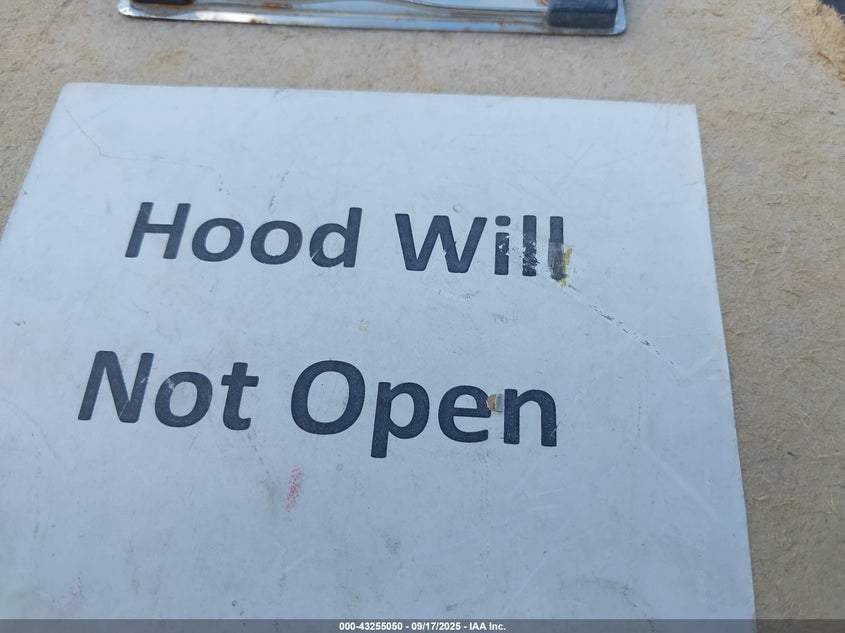 Hood Will
Not Open
000-43255050 - 09/17/2025 - IAA Inc.